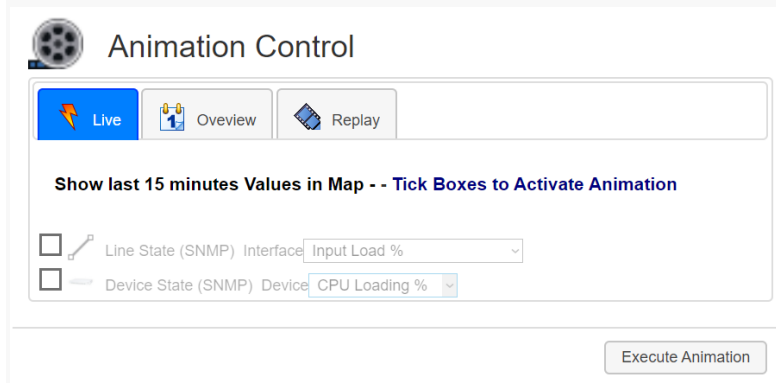 Animation Control
Live Oveview Replay
Show last 15 minutes Values in Map - - Tick Boxes to Activate Animation
Line State (SNMP) Interface Input Load %
Device State (SNMP) Device CPU Loading %
Execute Animation